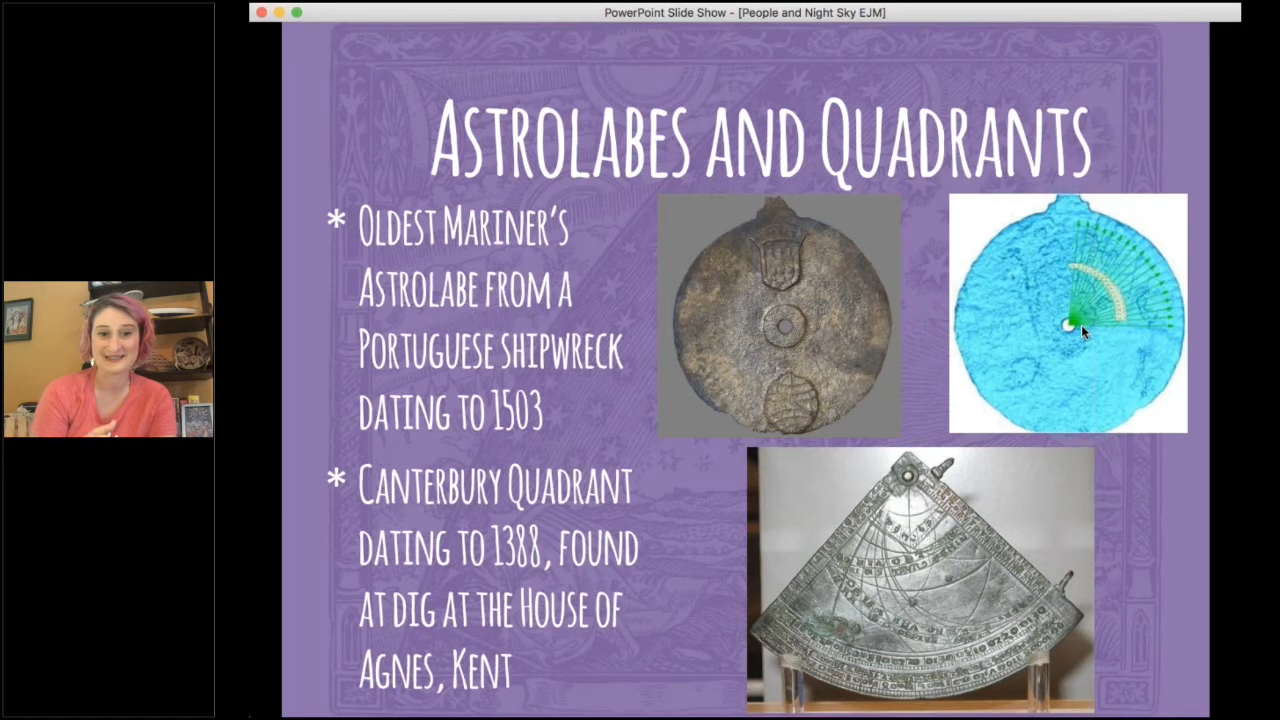 PowerPoint Slide Show - [People and Night Sky EJM]
Astrolabes and Quadrants
* Oldest Mariner's
Astrolabe from a
Portuguese shipwreck
dating to 1503
* Canterbury Quadrant
dating to 1388, found
at dig at the House of
Agnes, Kent